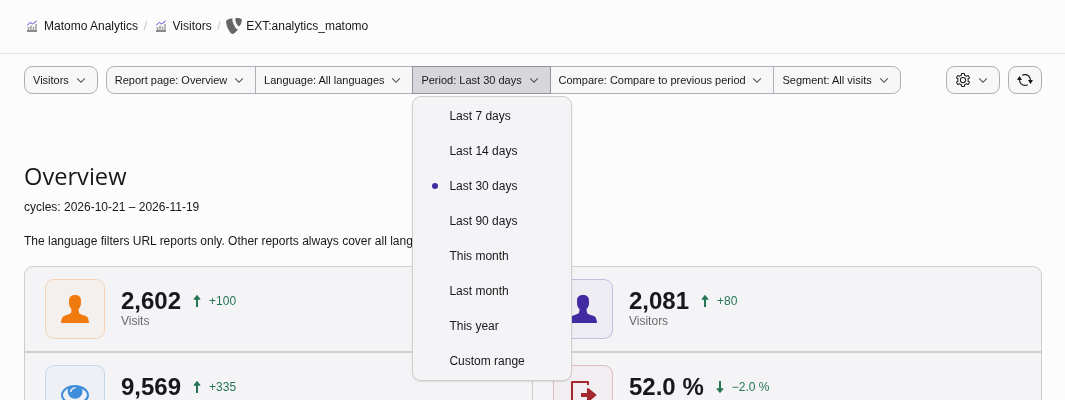 Matomo Analytics / Visitors / EXT:analytics_matomo
Visitors Report page: Overview Language: All languages Period: Last 30 days Compare: Compare to previous period Segment: All visits
Last 7 days
Last 14 days
Last 30 days
Last 90 days
This month
Last month
This year
Custom range
Overview
cycles: 2026-10-21 – 2026-11-19
The language filters URL reports only. Other reports always cover all lang
2,602 +100
Visits
2,081 +80
Visitors
9,569 +335
52.0 % −2.0 %